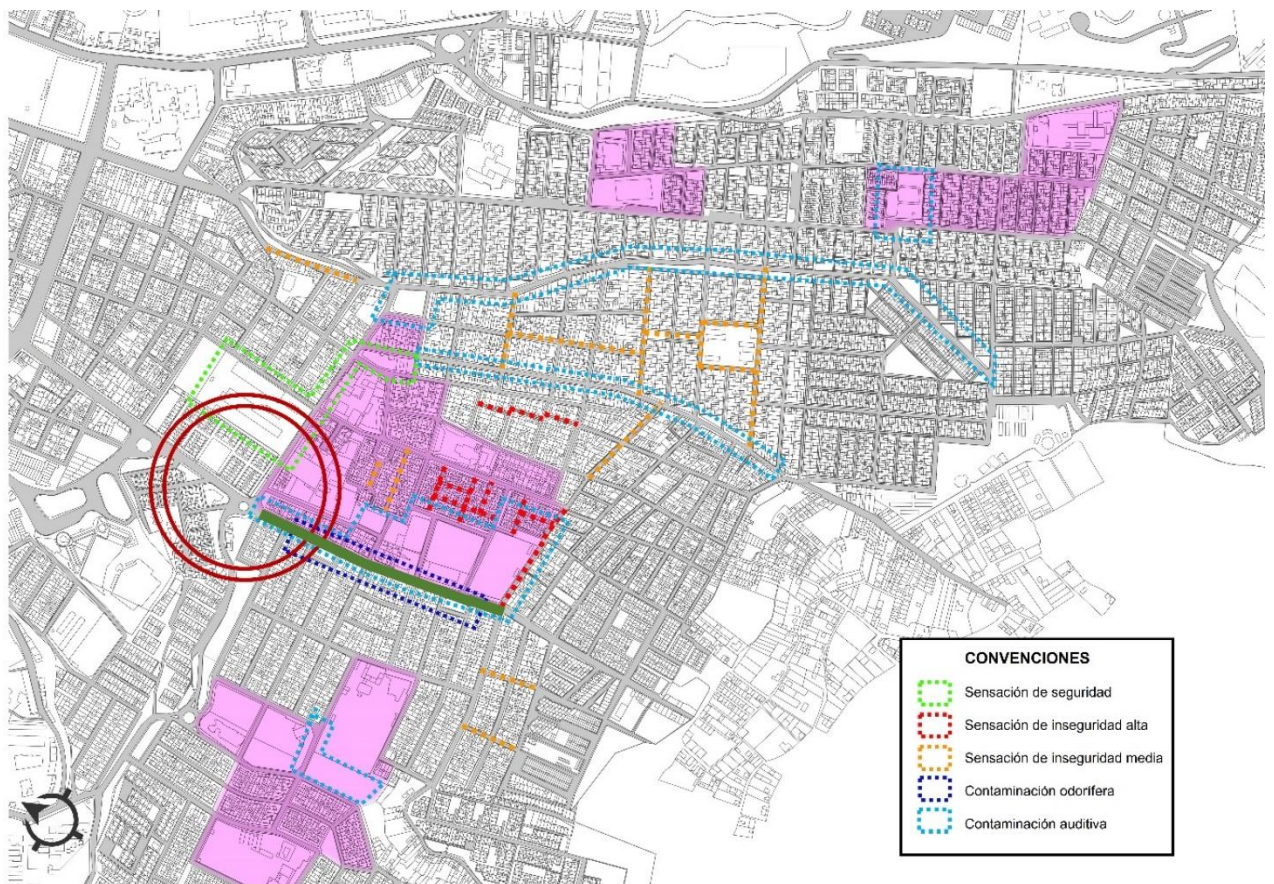 CONVENCIONES
Sensación de seguridad
Sensación de inseguridad alta
Sensación de inseguridad media
Contaminación odorífera
Contaminación auditiva